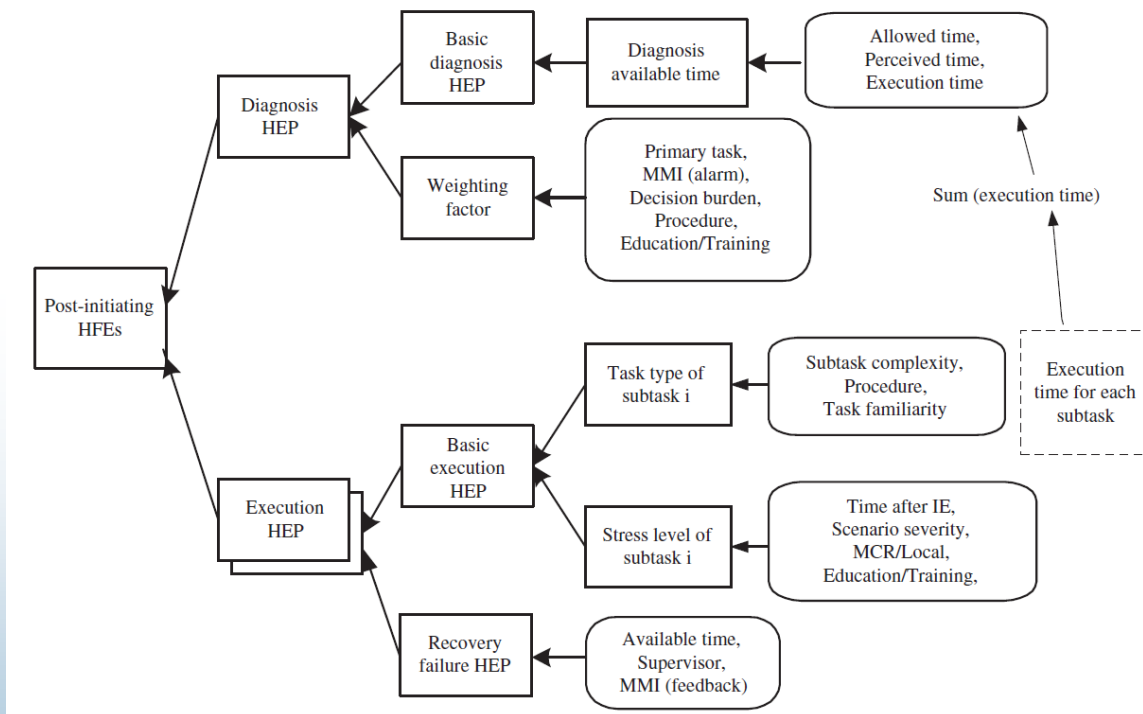 Basic
diagnosis
HEP
Diagnosis
available time
Allowed time,
Perceived time,
Execution time
Diagnosis
HEP
Weighting
factor
Primary task,
MMI (alarm),
Decision burden,
Procedure,
Education/Training
Sum (execution time)
Post-initiating
HFEs
Task type of
subtask i
Subtask complexity,
Procedure,
Task familiarity
Execution
time for each
subtask
Basic
execution
HEP
Execution
HEP
Stress level of
subtask i
Time after IE,
Scenario severity,
MCR/Local,
Education/Training,
Recovery
failure HEP
Available time,
Supervisor,
MMI (feedback)